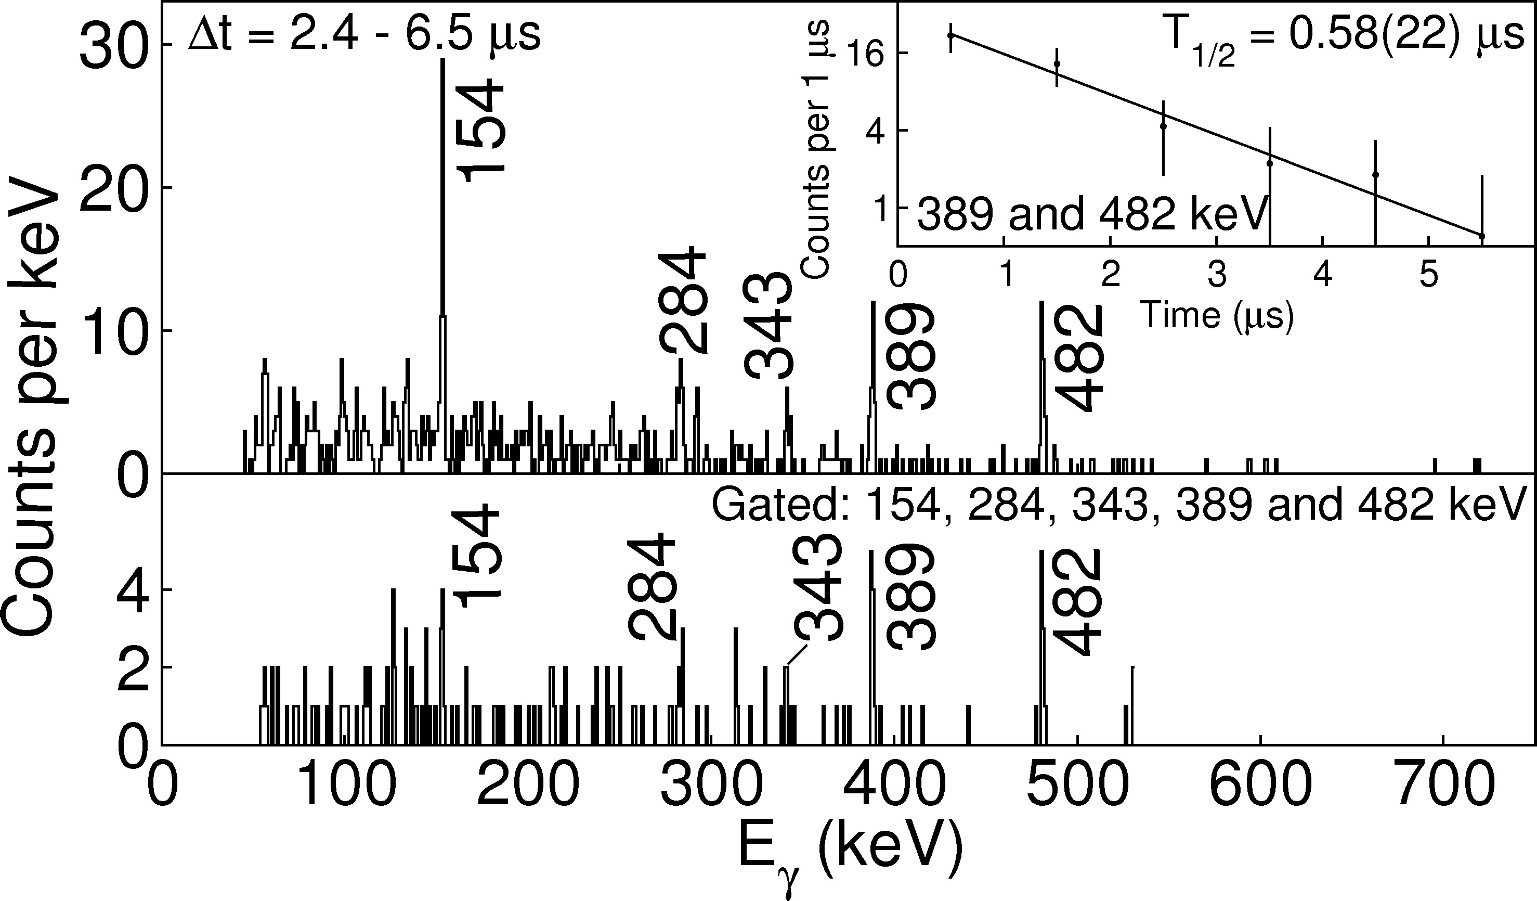 Δt = 2.4 - 6.5 μs
T1/2 = 0.58(22) μs
Counts per 1 μs
16
4
1
389 and 482 keV
0 1 2 3 4 5
Time (μs)
Counts per keV
30
20
10
0
154
284
343
389
482
Gated: 154, 284, 343, 389 and 482 keV
4
2
0
154
284
343
389
482
0 100 200 300 400 500 600 700
Eγ (keV)